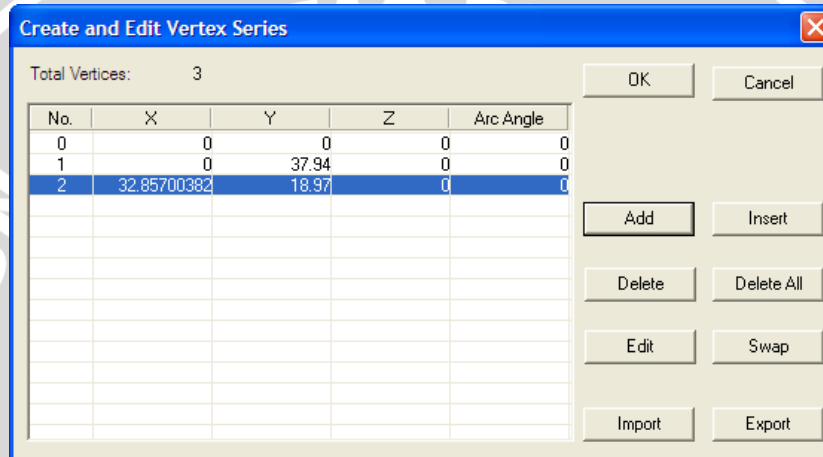 Create and Edit Vertex Series
Total Vertices: 3
OK Cancel
No. X Y Z Arc Angle
0 0 0 0 0
1 0 37.94 0 0
2 32.85700382 18.97 0 0
Add Insert
Delete Delete All
Edit Swap
Import Export